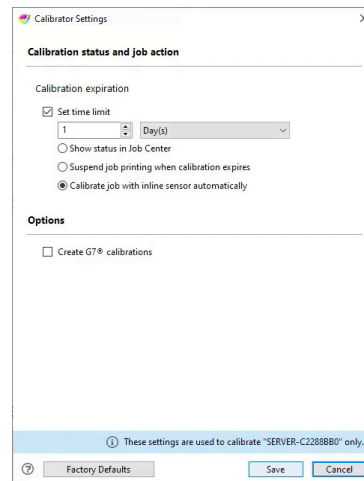 Calibrator Settings
Calibration status and job action
Calibration expiration
Set time limit
1 Day(s)
Show status in Job Center
Suspend job printing when calibration expires
Calibrate job with inline sensor automatically
Options
Create G7® calibrations
These settings are used to calibrate "SERVER-C2288BB0" only.
Factory Defaults Save Cancel